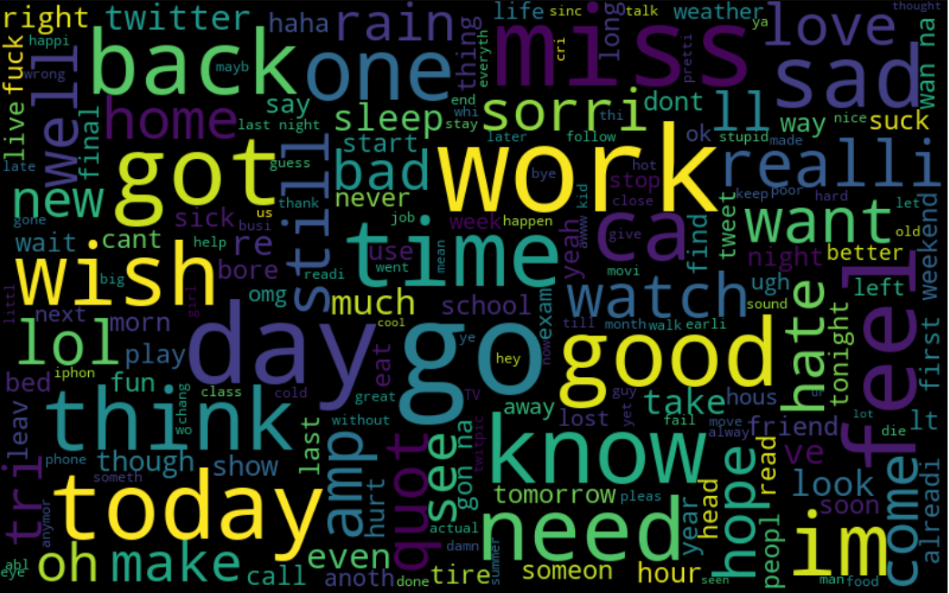 right
twitter
haha
rain
life
sinc
talk
weather
ya
love
thought
happi
fuck
back
one
thing
everyth
miss
cri
long
pretti
sad
wan na
wrong
well
mayb
home
say
sleep
end
whi
sorri
dont
ll
way
nice
suck
live
final
last night
stay
later
follow
thi
ok
stupid
made
late
got
guess
still
start
bad
work
realli
hot
stop
new
thank
never
bye
kid
close
keep
poor
hard
let
gone
us
sick
busi
job
week
happen
awww
ca
give
find
tweet
want
old
wait
cant
help
re
time
use
yeah
night
better
weekend
wish
big
bore
readi
went
mean
movi
watch
ugh
left
feel
littl
girl
go
omg
much
school
exam
sound
hate
tonight
first
next
morn
day
cool
till
month
walk
earli
lol
play
eat
ye
hey
now
good
bed
iphon
fun
class
cold
great
TV
guy
take
hous
lot
think
wo
chang
without
away
lost
yet
fail
move
alway
friend
die
lt
leav
though
show
last
amp
quot
see
gon na
twitpic
know
ve
tri
phone
someth
hurt
tomorrow
pleas
hope
head
read
look
soon
come
alreadi
today
anymor
actual
need
year
peopl
im
oh
make
even
damn
summer
abl
eye
call
anoth
done
tire
someon
hour
seen
man
food